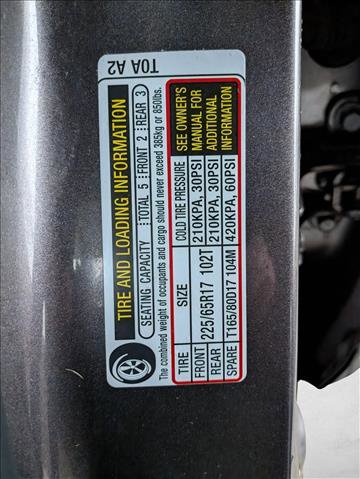 TIRE AND LOADING INFORMATION
SEATING CAPACITY TOTAL 5 FRONT 2 REAR 3
The combined weight of occupants and cargo should never exceed 385kg or 850lbs.
TIRE SIZE COLD TIRE PRESSURE
FRONT 225/65R17 102T 210KPA, 30PSI
REAR 210KPA, 30PSI
SPARE T165/80D17 104M 420KPA, 60PSI
SEE OWNER'S
MANUAL FOR
ADDITIONAL
INFORMATION
T0A A2